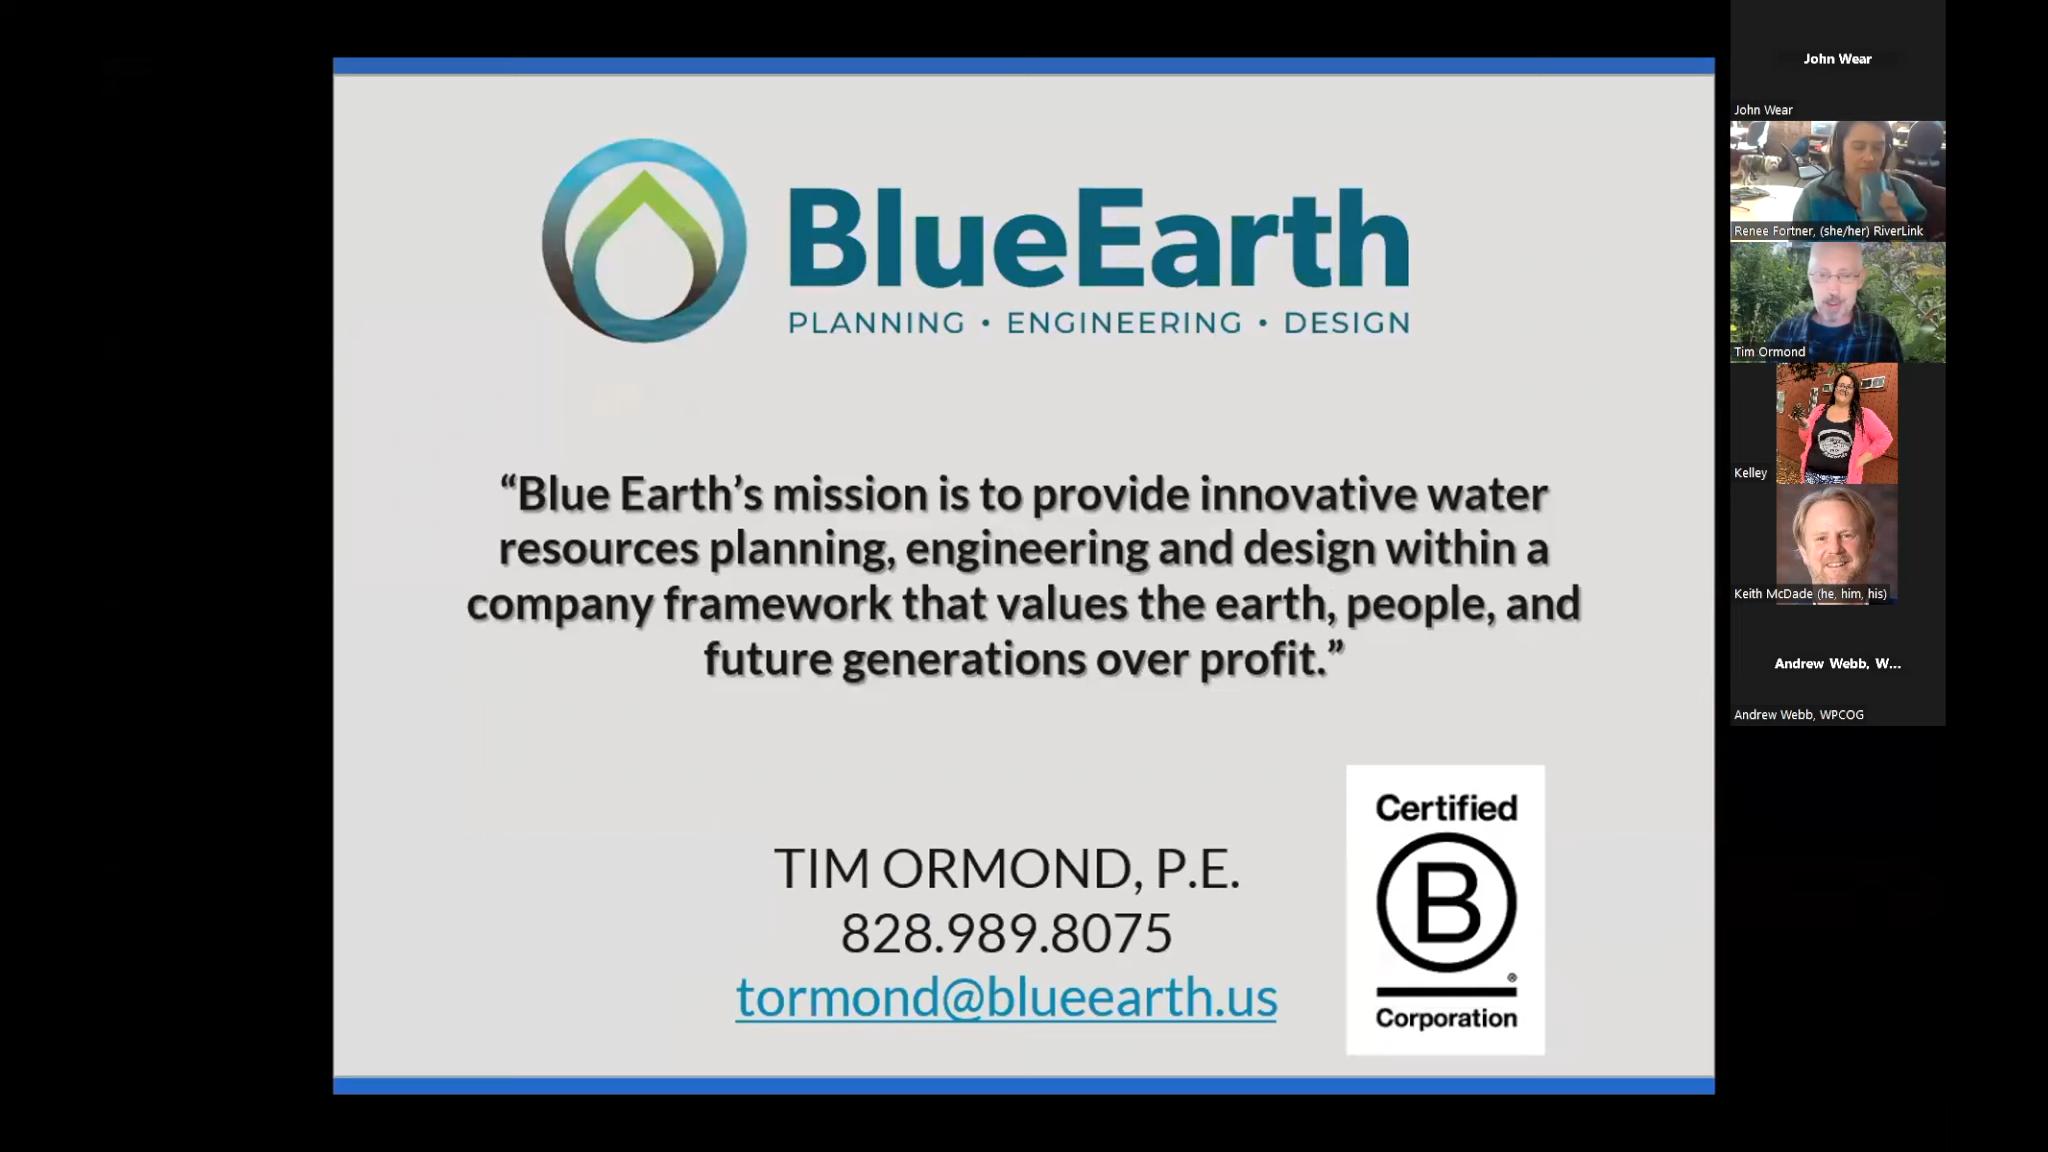 BlueEarth
PLANNING • ENGINEERING • DESIGN
“Blue Earth’s mission is to provide innovative water
resources planning, engineering and design within a
company framework that values the earth, people, and
future generations over profit.”
TIM ORMOND, P.E.
828.989.8075
tormond@blueearth.us
Certified
B
®
Corporation
John Wear
John Wear
Renee Fortner, (she/her) RiverLink
Tim Ormond
Kelley
Keith McDade (he, him, his)
Andrew Webb, W...
Andrew Webb, WPCOG